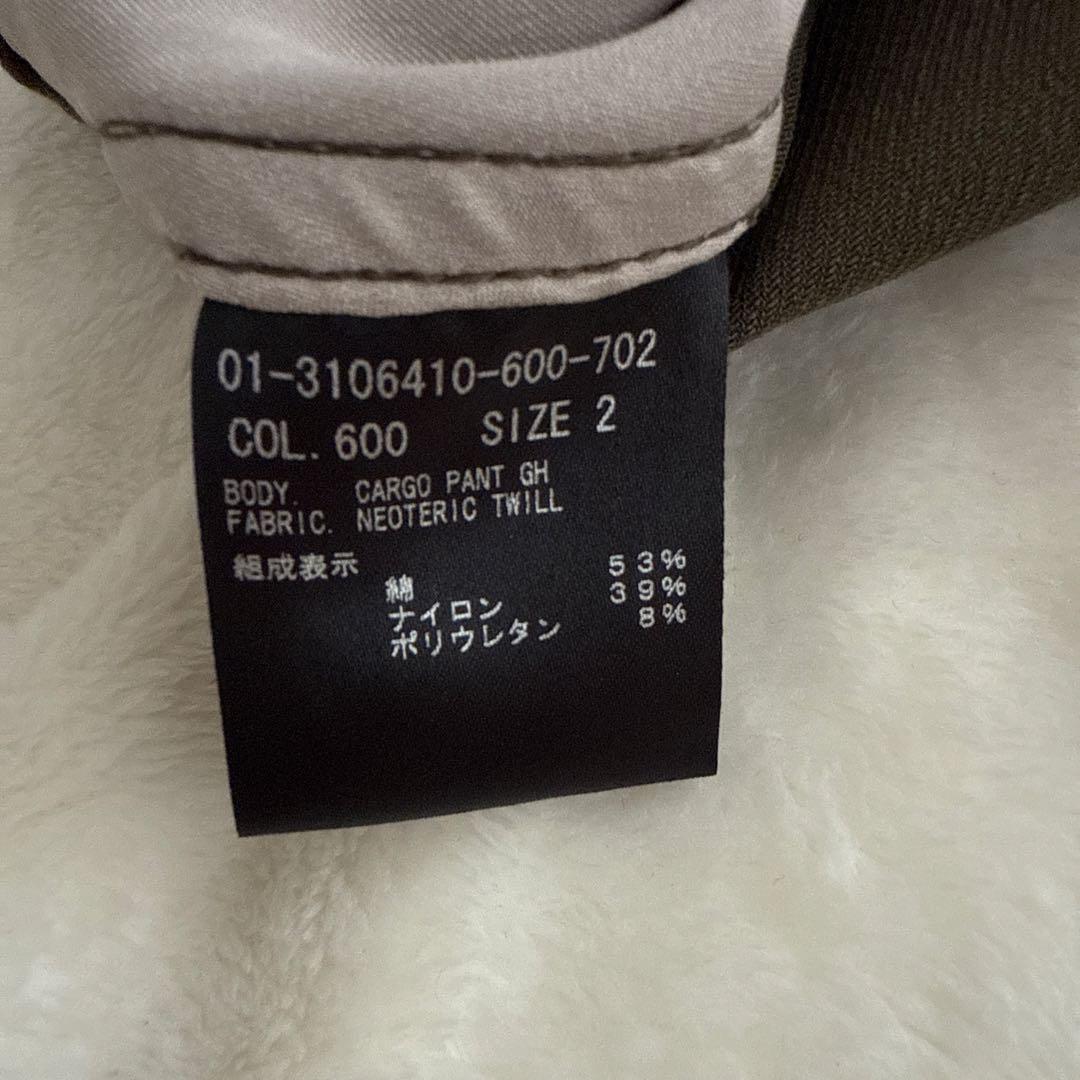 01-3106410-600-702
COL. 600 SIZE 2
BODY. CARGO PANT GH
FABRIC. NEOTERIC TWILL
組成表示
綿 53%
ナイロン 39%
ポリウレタン 8%